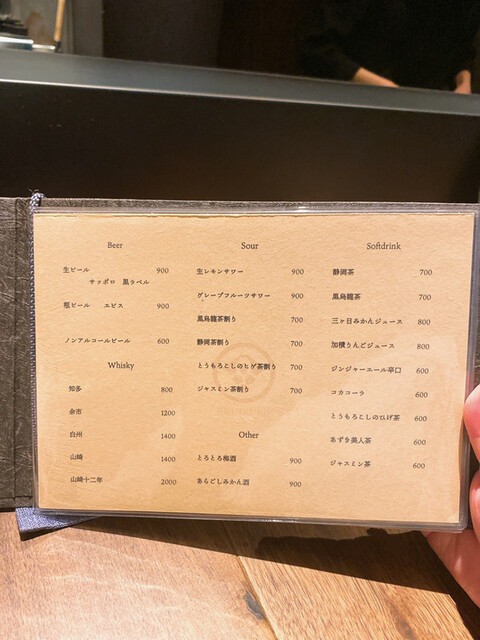 Beer
生ビール 900
サッポロ 黒ラベル
瓶ビール エビス 900
ノンアルコールビール 600
Whisky
知多 800
余市 1200
白州 1400
山崎 1400
山崎十二年 2000
Sour
生レモンサワー 900
グレープフルーツサワー 900
黒烏龍茶割り 700
静岡茶割り 700
とうもろこしのヒゲ茶割り 700
ジャスミン茶割り 700
Other
とろとろ梅酒 900
あらごしみかん酒 900
Softdrink
静岡茶 700
黒烏龍茶 700
三ヶ日みかんジュース 800
加積りんごジュース 800
ジンジャーエール辛口 600
コカコーラ 600
とうもろこしのひげ茶 600
あずき美人茶 600
ジャスミン茶 600